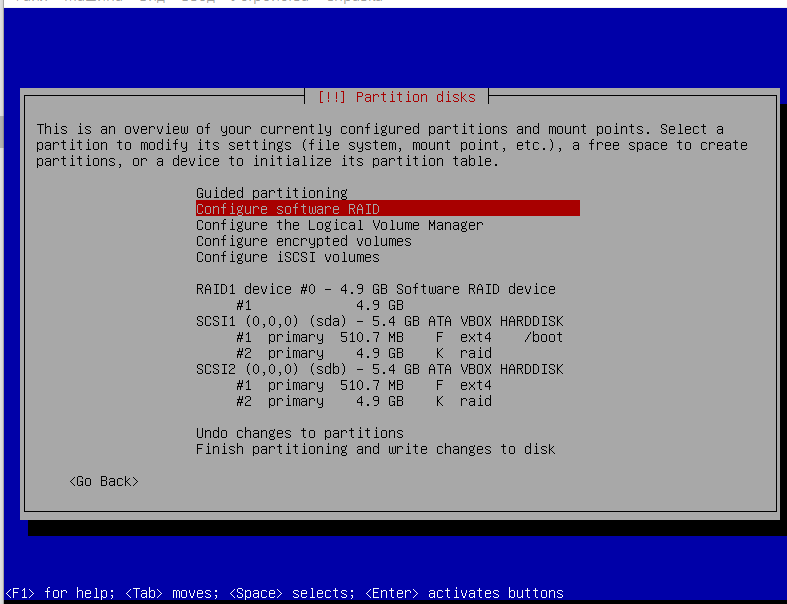 [!!] Partition disks
This is an overview of your currently configured partitions and mount points. Select a
partition to modify its settings (file system, mount point, etc.), a free space to create
partitions, or a device to initialize its partition table.
Guided partitioning
Configure software RAID
Configure the Logical Volume Manager
Configure encrypted volumes
Configure iSCSI volumes
RAID1 device #0 - 4.9 GB Software RAID device
#1 4.9 GB
SCSI1 (0,0,0) (sda) - 5.4 GB ATA VBOX HARDDISK
#1 primary 510.7 MB F ext4 /boot
#2 primary 4.9 GB K raid
SCSI2 (0,0,0) (sdb) - 5.4 GB ATA VBOX HARDDISK
#1 primary 510.7 MB F ext4
#2 primary 4.9 GB K raid
Undo changes to partitions
Finish partitioning and write changes to disk
<Go Back>
<F1> for help; <Tab> moves; <Space> selects; <Enter> activates buttons